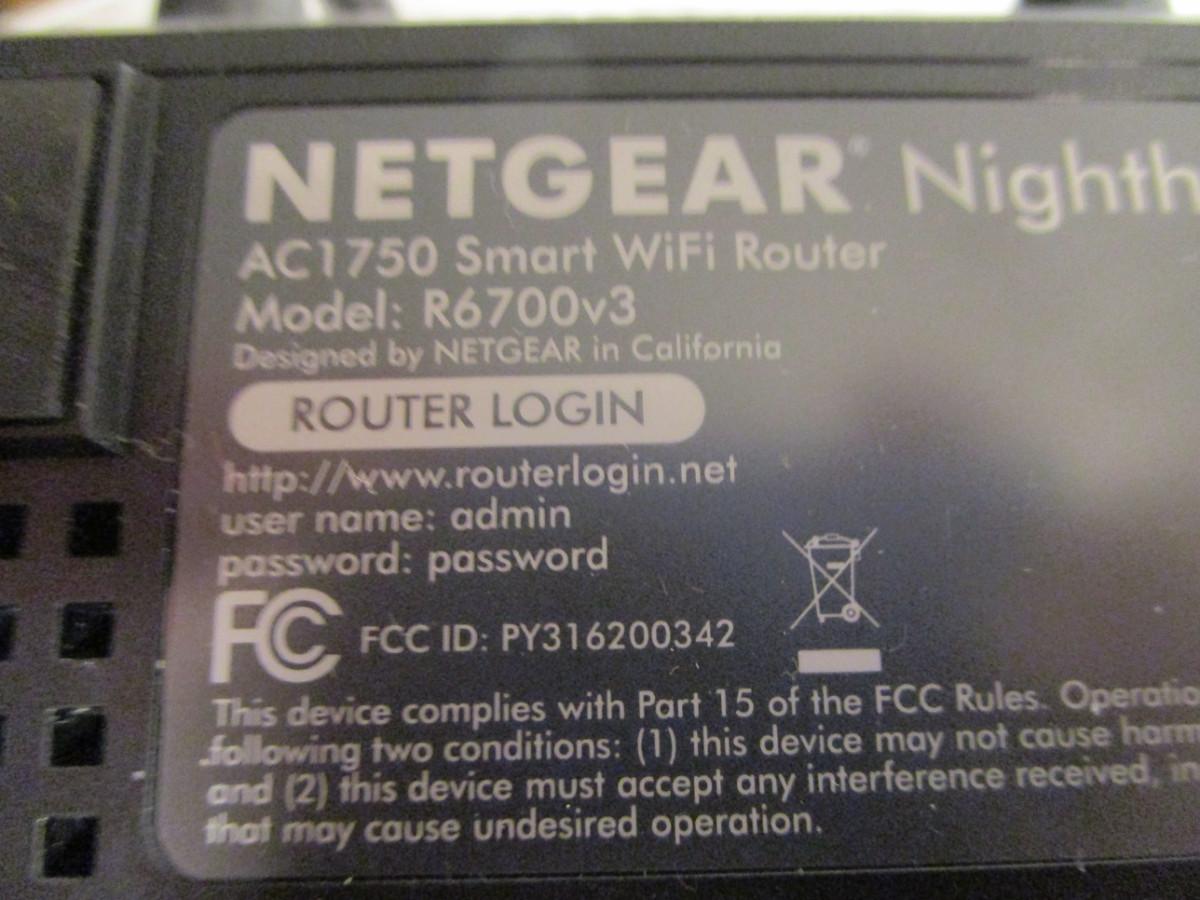 NETGEAR® Nighth
AC1750 Smart WiFi Router
Model: R6700v3
Designed by NETGEAR in California
ROUTER LOGIN
http://www.routerlogin.net
user name: admin
password: password
FC FCC ID: PY316200342
This device complies with Part 15 of the FCC Rules. Operatio
following two conditions: (1) this device may not cause harm
and (2) this device must accept any interference received, in
that may cause undesired operation.